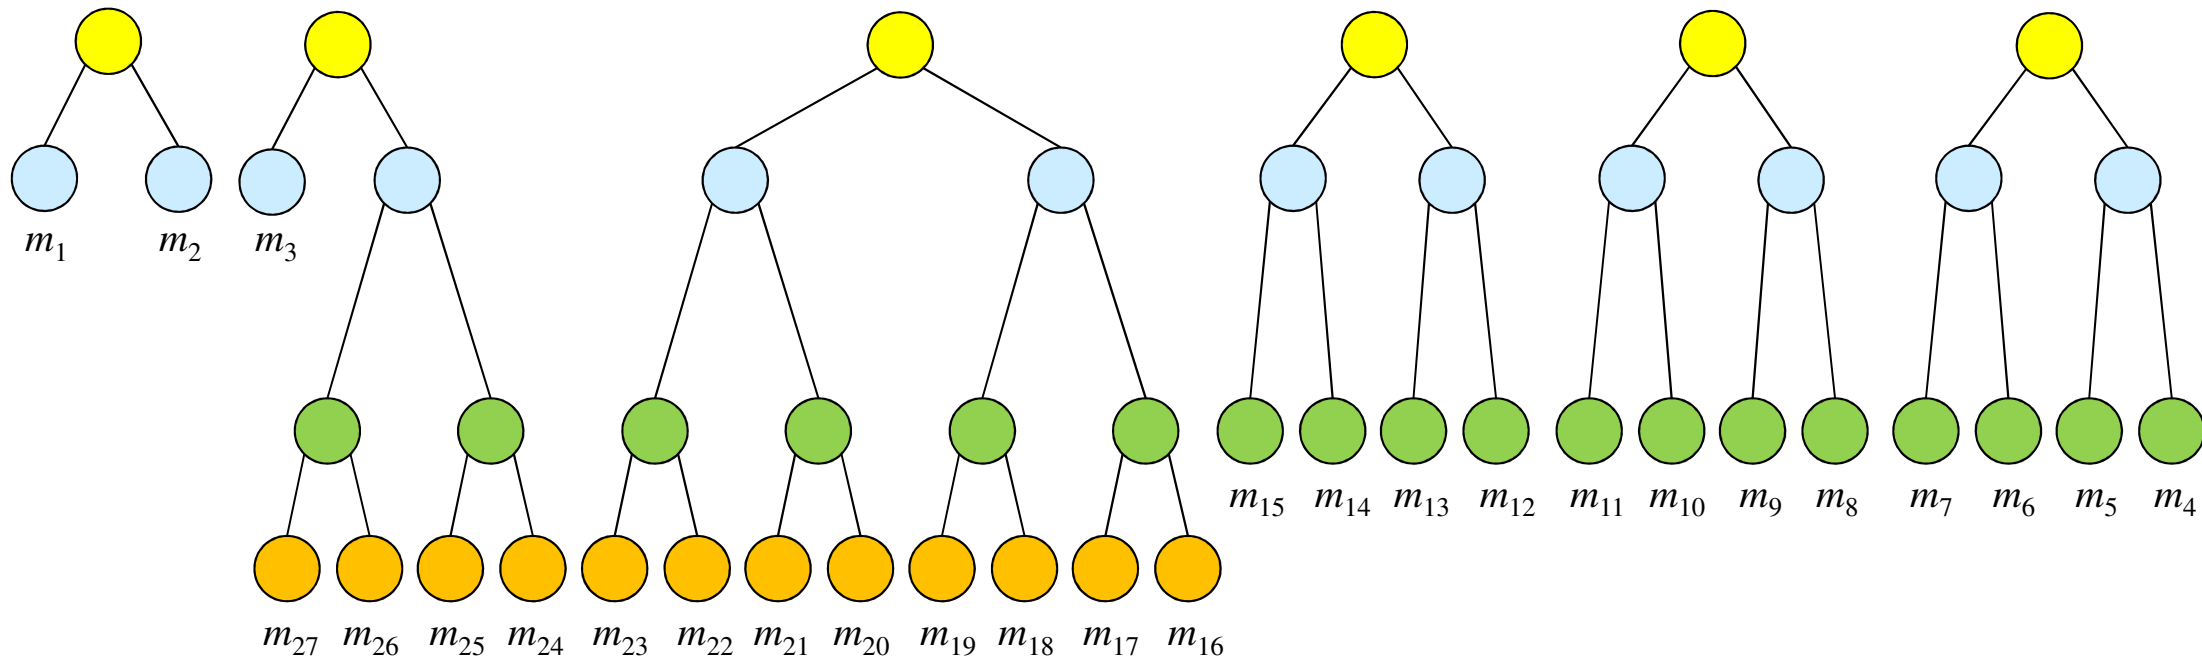 m₁ m₂ m₃
m₁₅ m₁₄ m₁₃ m₁₂ m₁₁ m₁₀ m₉ m₈ m₇ m₆ m₅ m₄
m₂₇ m₂₆ m₂₅ m₂₄ m₂₃ m₂₂ m₂₁ m₂₀ m₁₉ m₁₈ m₁₇ m₁₆